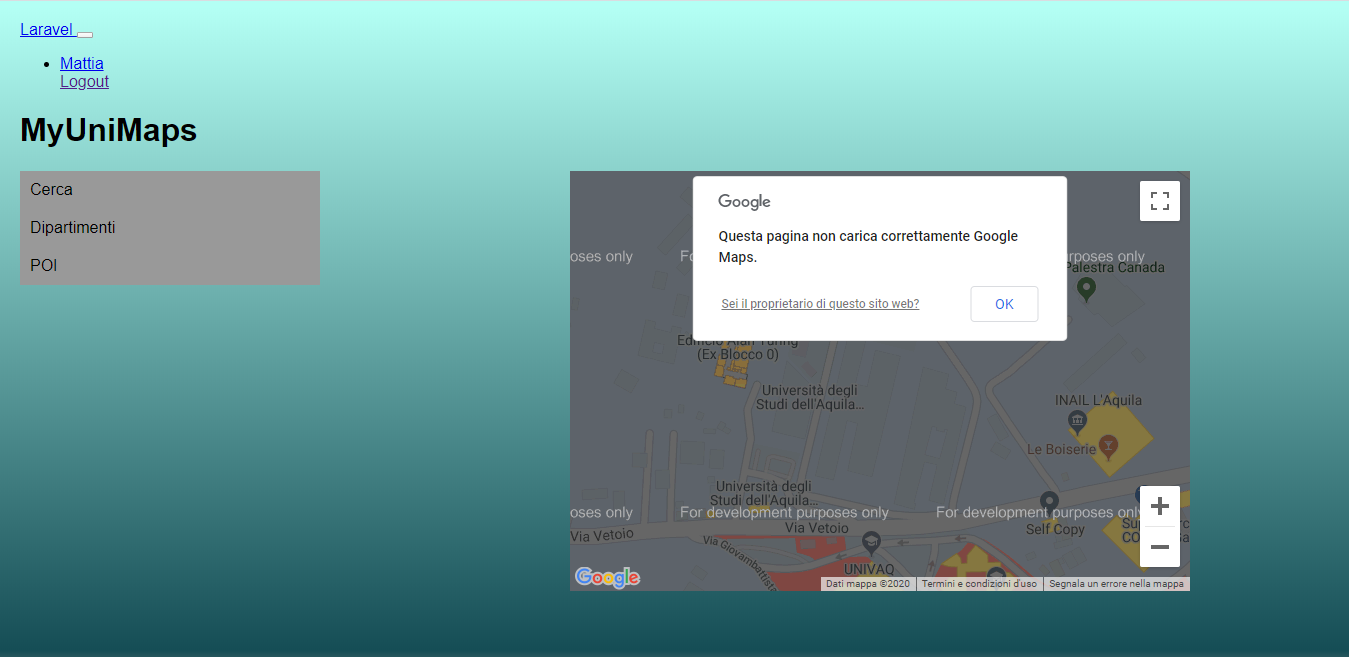 Laravel
Mattia
Logout
MyUniMaps
Cerca
Dipartimenti
POI
Google
Questa pagina non carica correttamente Google
Maps.
Sei il proprietario di questo sito web?
OK
oses only
rposes only
Palestra Canada
Edificio Alan Turing
(Ex Blocco 0)
Università degli
Studi dell'Aquila...
INAIL L'Aquila
Le Boiserie
Università degli
Studi dell'Aquila...
oses only
For development purposes only
For development purposes only
Via Vetoio
Via Vetoio
Self Copy
Via Giovambattista
UNIVAQ
Google
Dati mappa ©2020
Termini e condizioni d'uso
Segnala un errore nella mappa